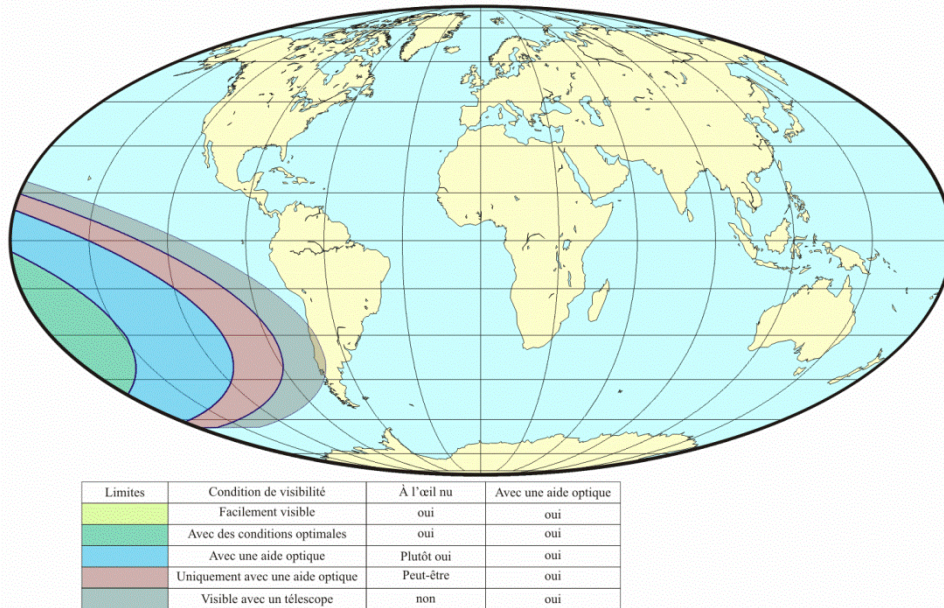 Limites Condition de visibilité À l’œil nu Avec une aide optique
Facilement visible oui oui
Avec des conditions optimales oui oui
Avec une aide optique Plutôt oui oui
Uniquement avec une aide optique Peut-être oui
Visible avec un télescope non oui